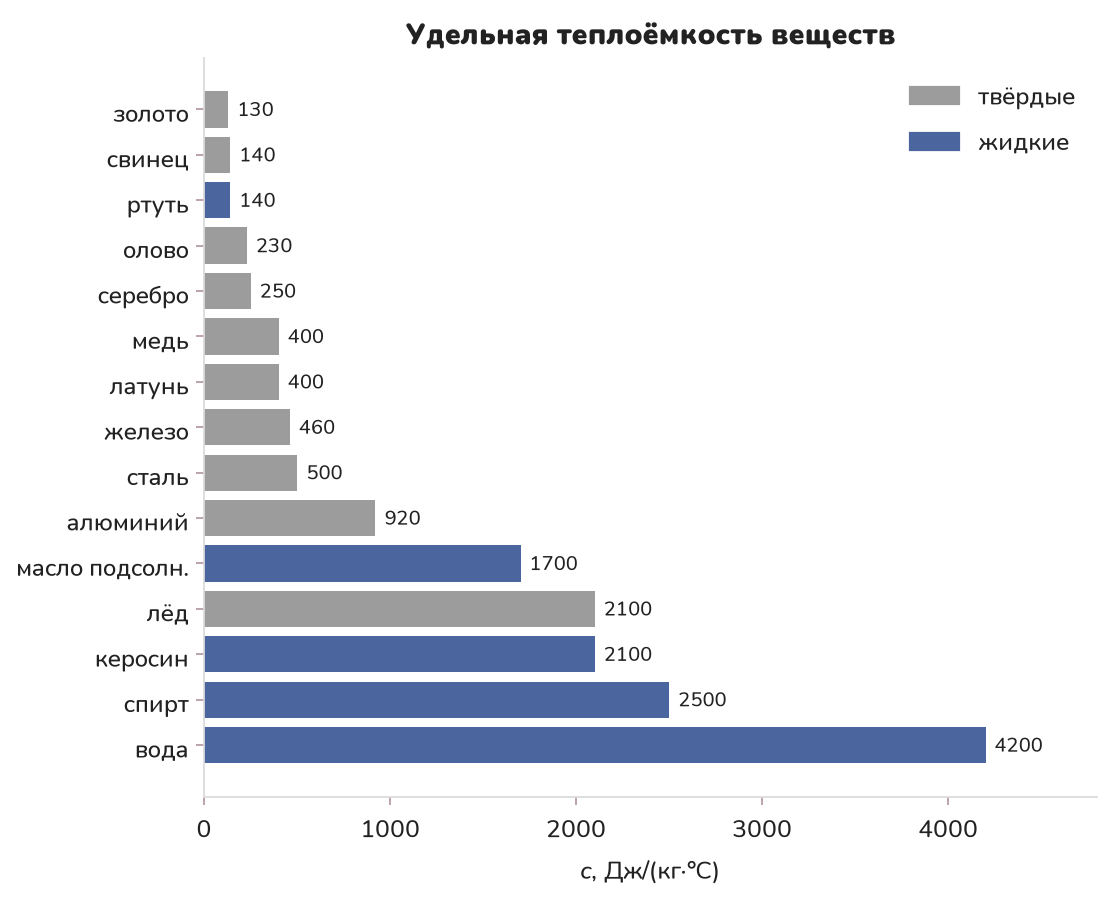 Удельная теплоёмкость веществ
твёрдые
жидкие
золото 130
свинец 140
ртуть 140
олово 230
серебро 250
медь 400
латунь 400
железо 460
сталь 500
алюминий 920
масло подсолн. 1700
лёд 2100
керосин 2100
спирт 2500
вода 4200
0 1000 2000 3000 4000
c, Дж/(кг·°C)